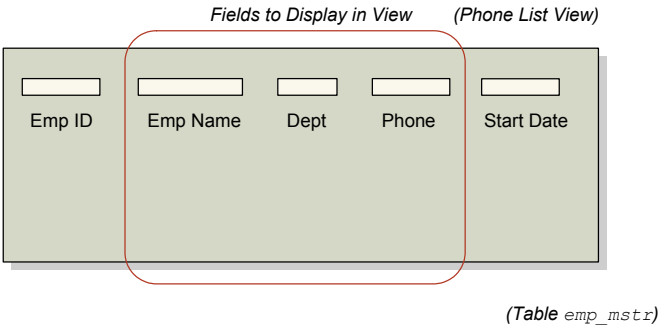 Fields to Display in View (Phone List View)
Emp ID Emp Name Dept Phone Start Date
(Table emp_mstr)